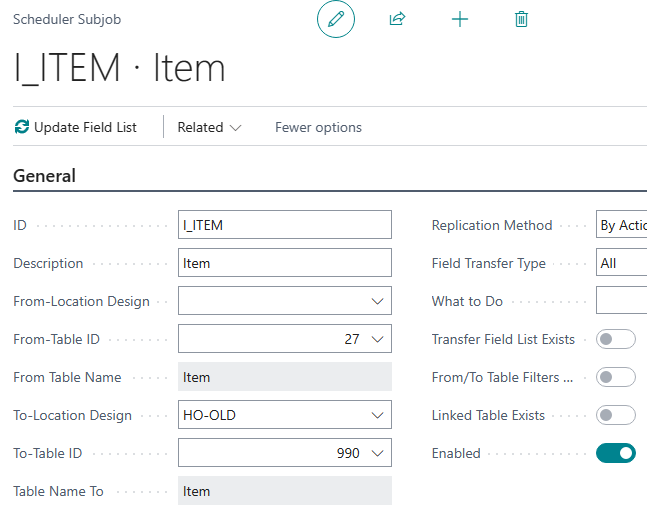 Scheduler Subjob
I_ITEM · Item
Update Field List
Related
Fewer options
General
ID
I_ITEM
Description
Item
From-Location Design
From-Table ID
27
From Table Name
Item
To-Location Design
HO-OLD
To-Table ID
990
Table Name To
Item
Replication Method
By Actio
Field Transfer Type
All
What to Do
Transfer Field List Exists
From/To Table Filters ...
Linked Table Exists
Enabled